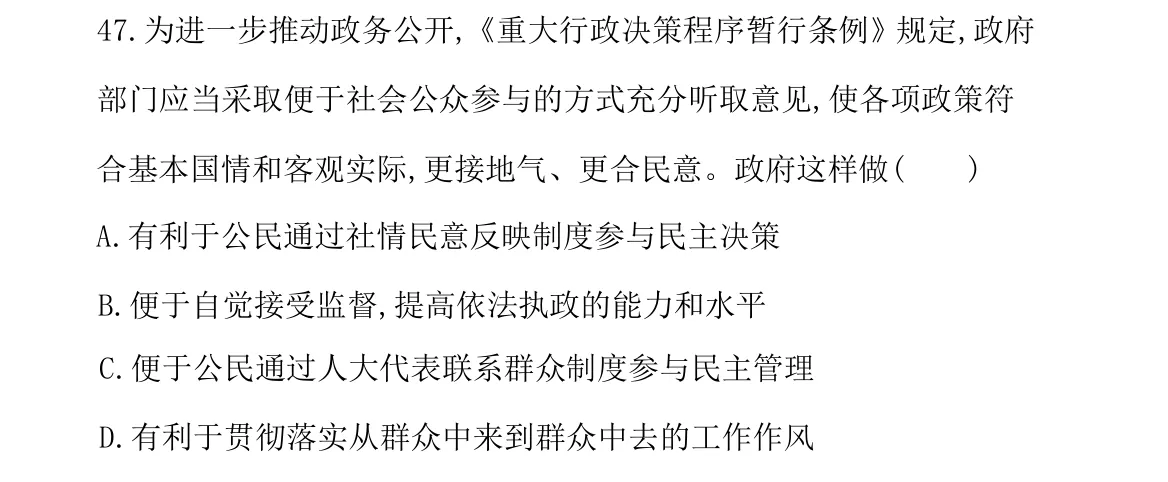 47.为进一步推动政务公开,《重大行政决策程序暂行条例》规定,政府
部门应当采取便于社会公众参与的方式充分听取意见,使各项政策符
合基本国情和客观实际,更接地气、更合民意。政府这样做(    )
A.有利于公民通过社情民意反映制度参与民主决策
B.便于自觉接受监督,提高依法执政的能力和水平
C.便于公民通过人大代表联系群众制度参与民主管理
D.有利于贯彻落实从群众中来到群众中去的工作作风